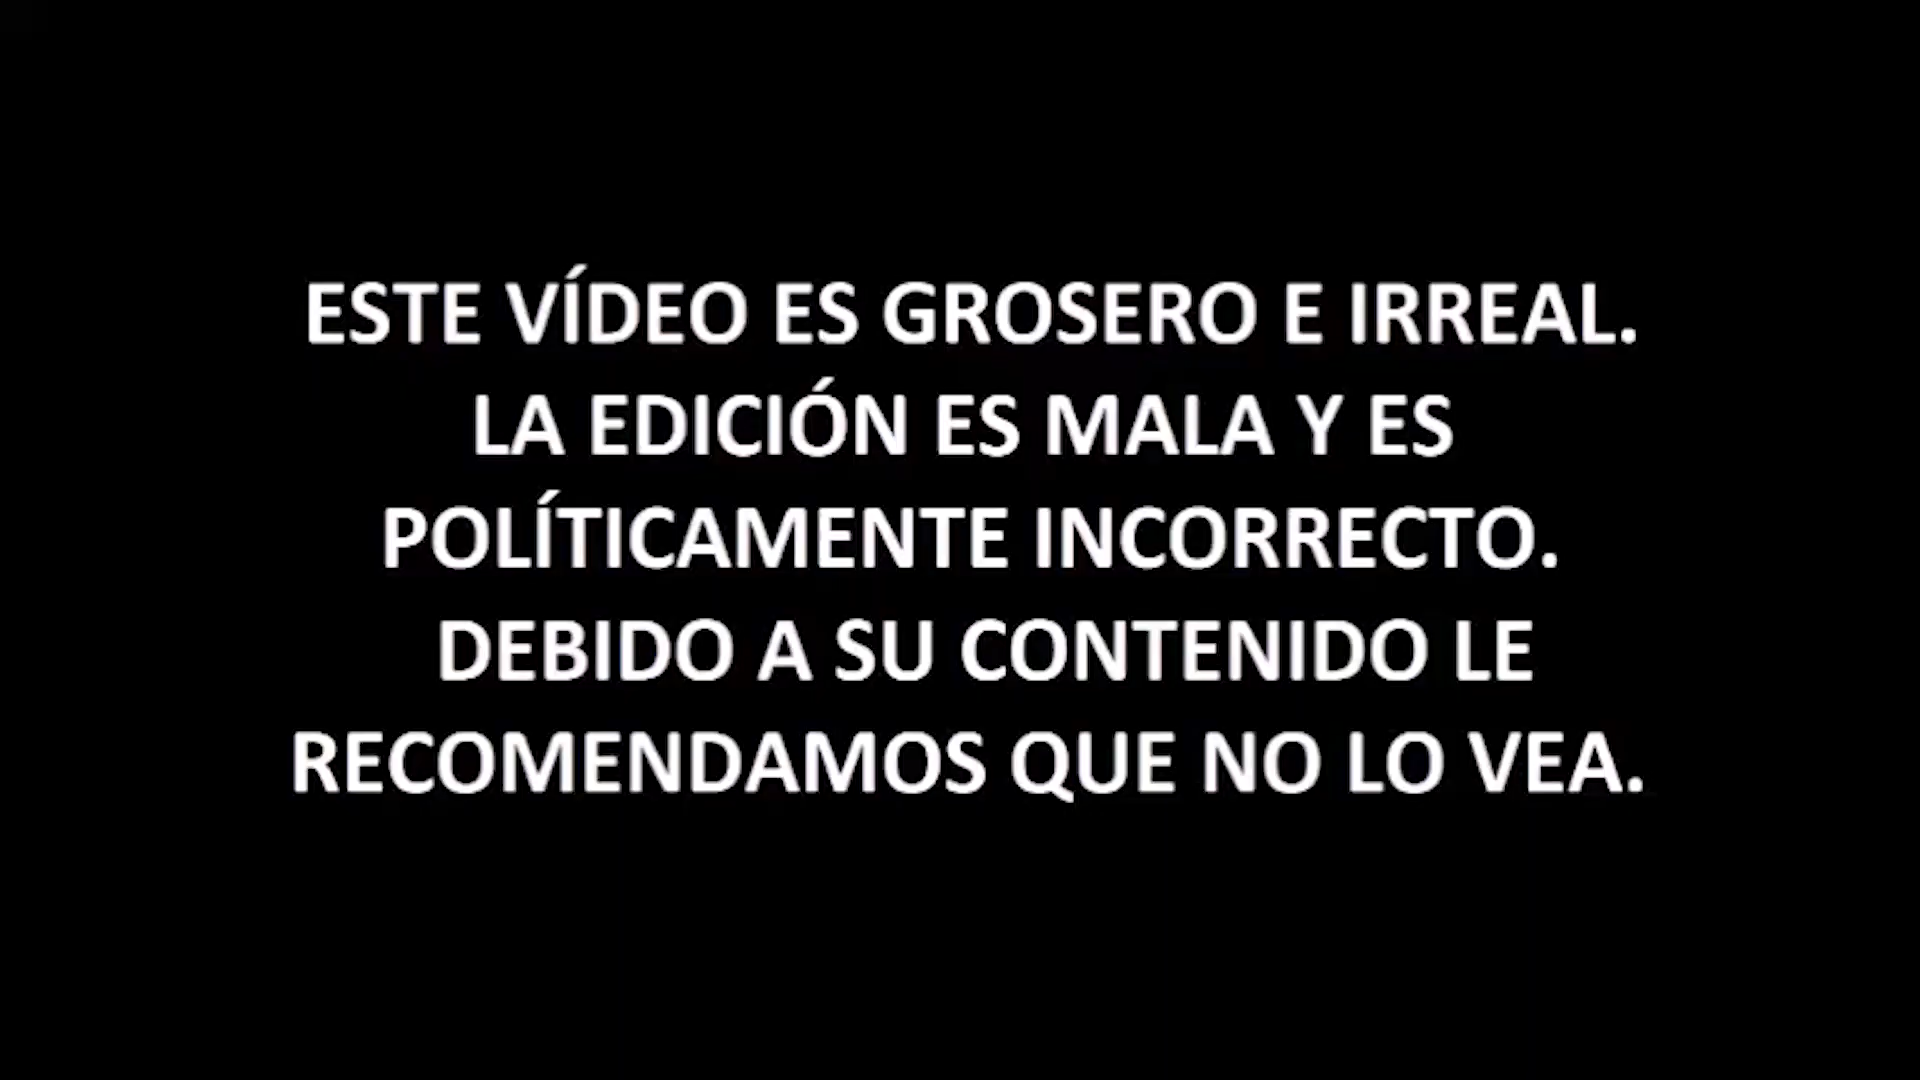 ESTE VÍDEO ES GROSERO E IRREAL.
LA EDICIÓN ES MALA Y ES
POLÍTICAMENTE INCORRECTO.
DEBIDO A SU CONTENIDO LE
RECOMENDAMOS QUE NO LO VEA.